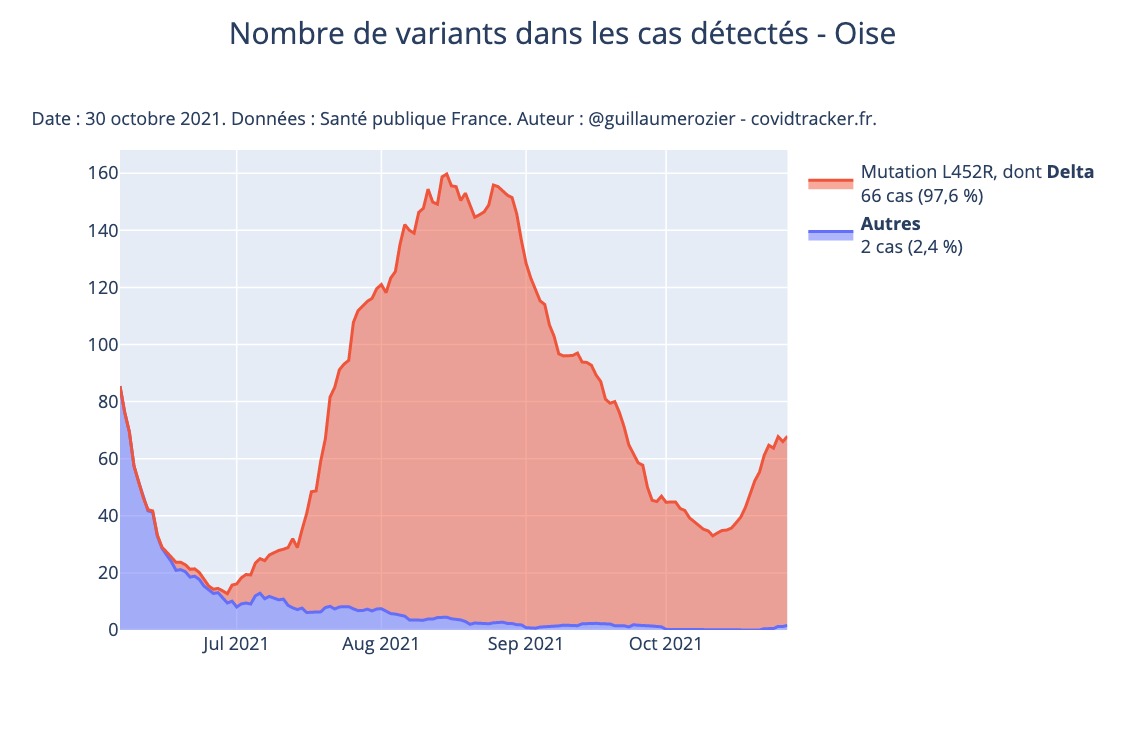 Nombre de variants dans les cas détectés - Oise
Date : 30 octobre 2021. Données : Santé publique France. Auteur : @guillaumerozier - covidtracker.fr.
160
140
120
100
80
60
40
20
0
Jul 2021
Aug 2021
Sep 2021
Oct 2021
Mutation L452R, dont Delta
66 cas (97,6 %)
Autres
2 cas (2,4 %)